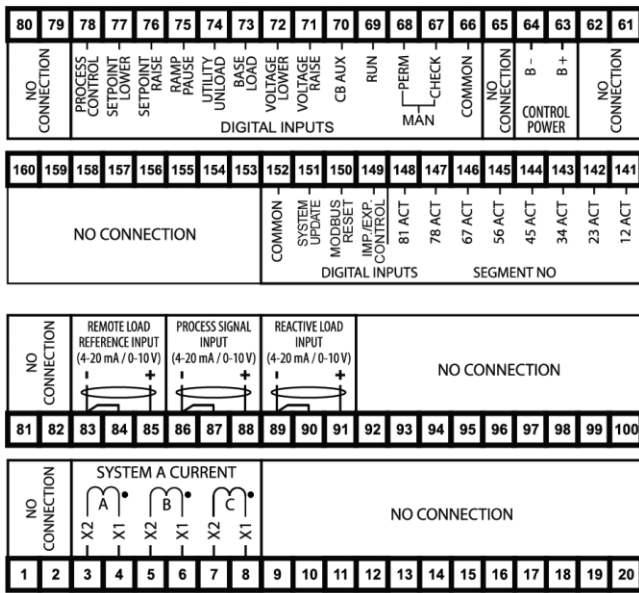 80 79 78 77 76 75 74 73 72 71 70 69 68 67 66 65 64 63 62 61
NO CONNECTION
PROCESS CONTROL
SETPOINT LOWER
SETPOINT RAISE
RAMP PAUSE
UTILITY UNLOAD
BASE LOAD
VOLTAGE LOWER
VOLTAGE RAISE
CB AUX
RUN
PERM
CHECK
MAN
COMMON
DIGITAL INPUTS
NO CONNECTION
B -
B +
CONTROL POWER
NO CONNECTION
160 159 158 157 156 155 154 153 152 151 150 149 148 147 146 145 144 143 142 141
NO CONNECTION
COMMON
SYSTEM UPDATE
MODBUS RESET
IMP./EXP. CONTROL
81 ACT
78 ACT
67 ACT
56 ACT
45 ACT
34 ACT
23 ACT
12 ACT
DIGITAL INPUTS
SEGMENT NO
NO CONNECTION
REMOTE LOAD
REFERENCE INPUT
(4-20 mA / 0-10 V)
- +
PROCESS SIGNAL
INPUT
(4-20 mA / 0-10 V)
- +
REACTIVE LOAD
INPUT
(4-20 mA / 0-10 V)
- +
NO CONNECTION
81 82 83 84 85 86 87 88 89 90 91 92 93 94 95 96 97 98 99 100
NO CONNECTION
SYSTEM A CURRENT
A B C
X2 X1 X2 X1 X2 X1
NO CONNECTION
1 2 3 4 5 6 7 8 9 10 11 12 13 14 15 16 17 18 19 20